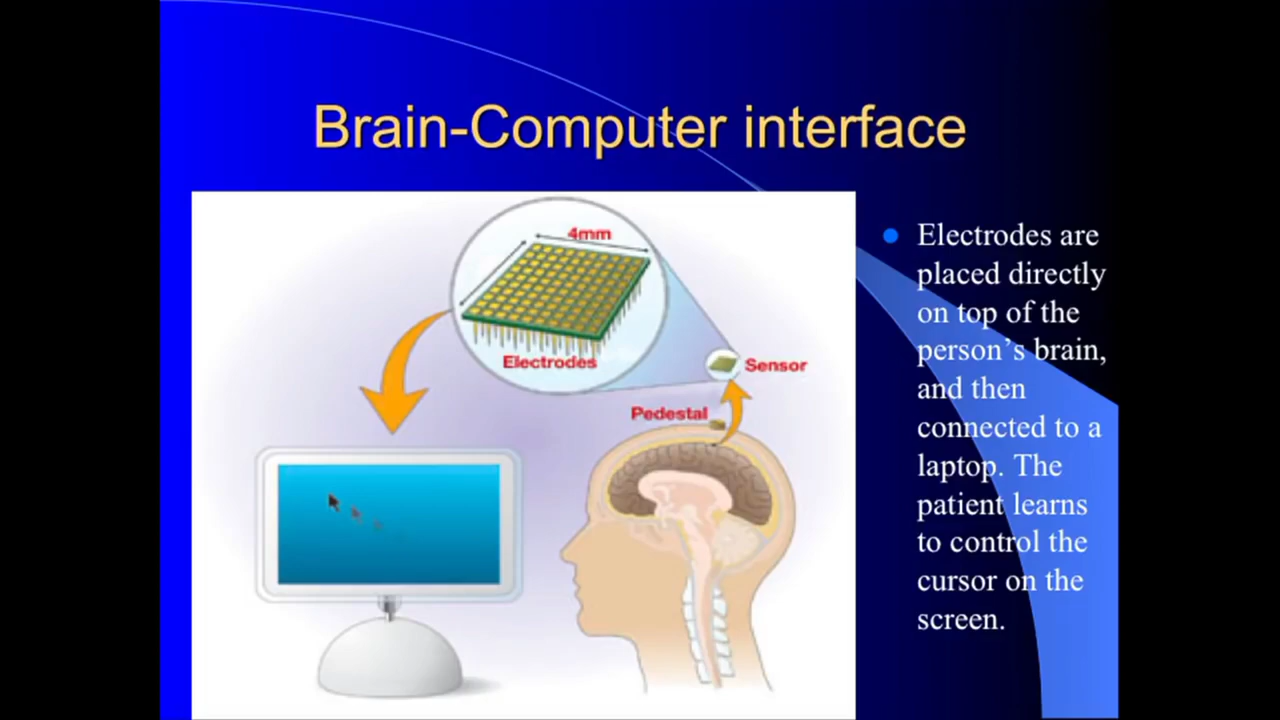 Brain-Computer interface
4mm
Electrodes
Sensor
Pedestal
Electrodes are
placed directly
on top of the
person’s brain,
and then
connected to a
laptop. The
patient learns
to control the
cursor on the
screen.